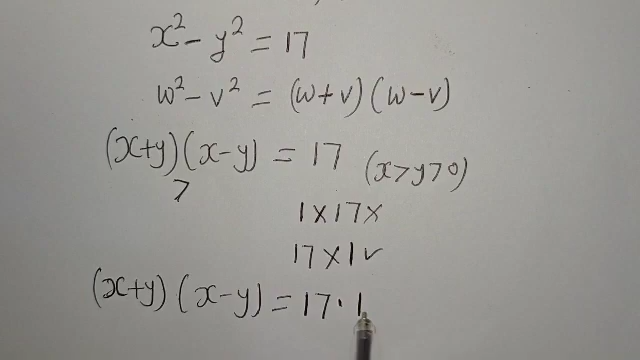 x² - y² = 17
w² - v² = (w+v)(w-v)
(x+y)(x-y) = 17 (x>y>0)
>
1×17×
17×1✓
(x+y)(x-y) = 17·1